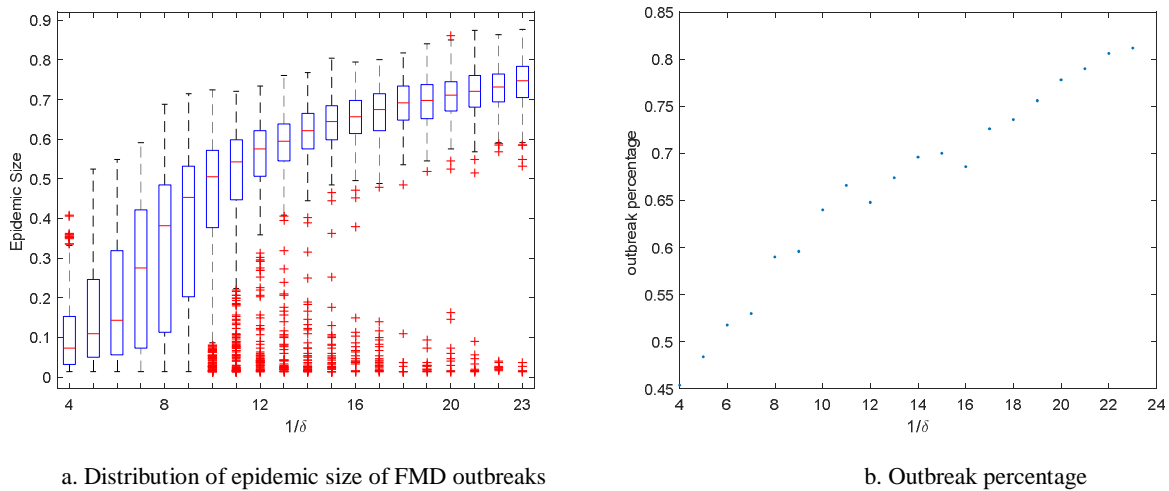 0.9
0.8
0.7
0.6
0.5
0.4
0.3
0.2
0.1
0
Epidemic Size
4 8 12 16 20 23
1/δ
a. Distribution of epidemic size of FMD outbreaks
0.85
0.8
0.75
0.7
0.65
0.6
0.55
0.5
0.45
outbreak percentage
4 6 8 10 12 14 16 18 20 22 24
1/δ
b. Outbreak percentage